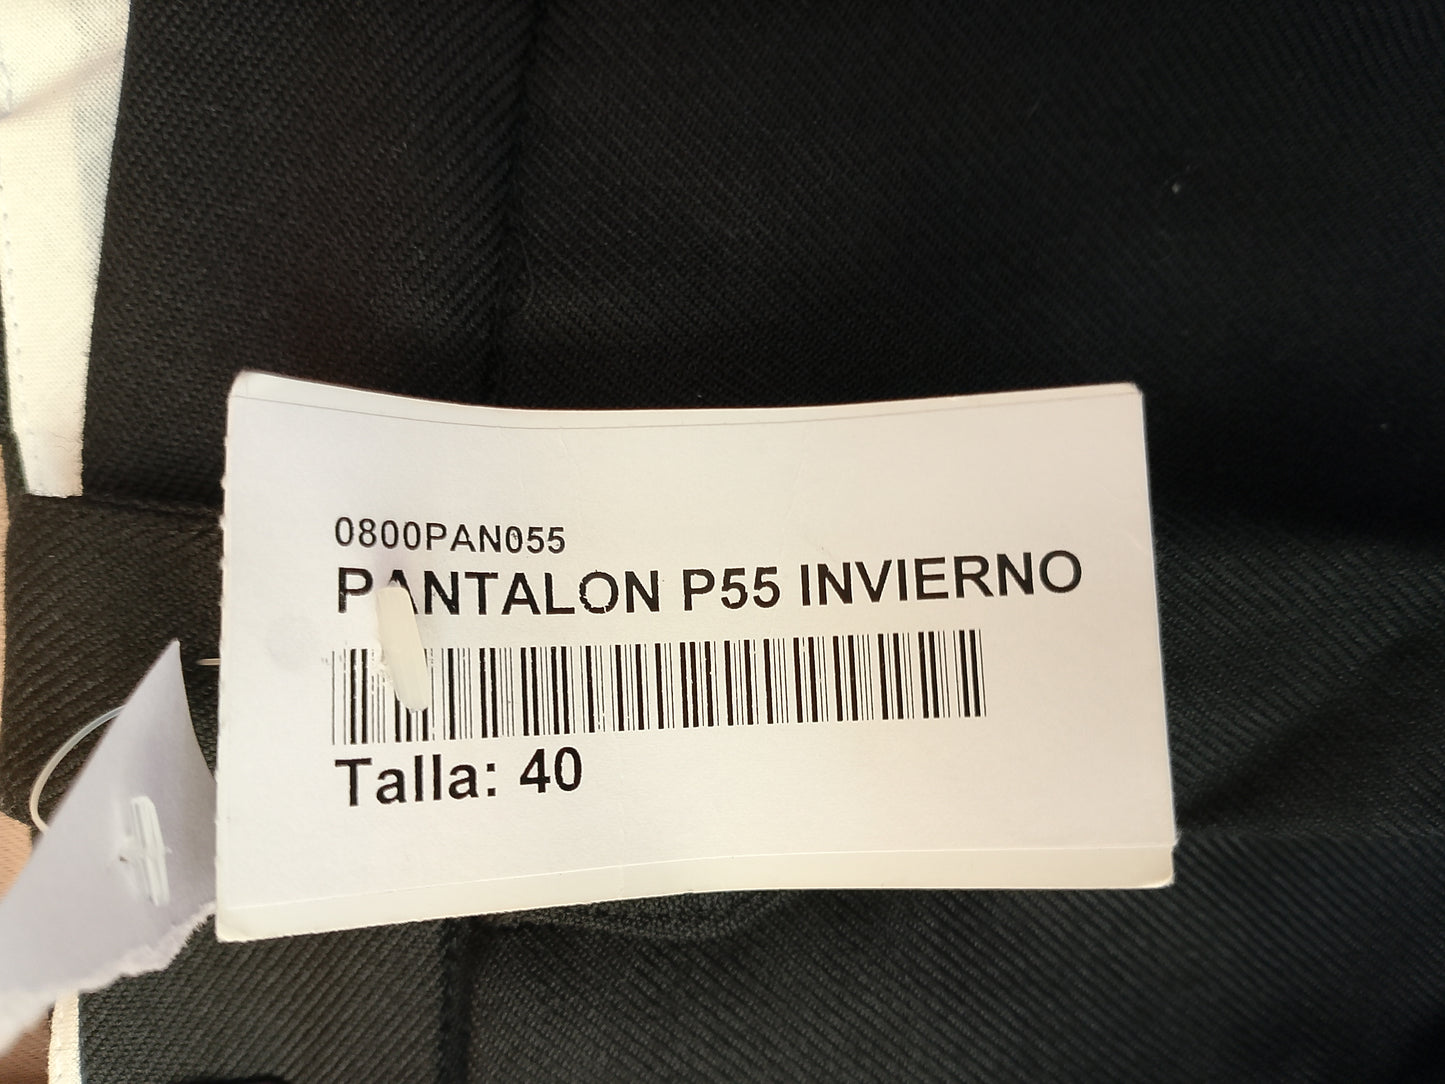 0800PAN055
PANTALON P55 INVIERNO
Talla: 40